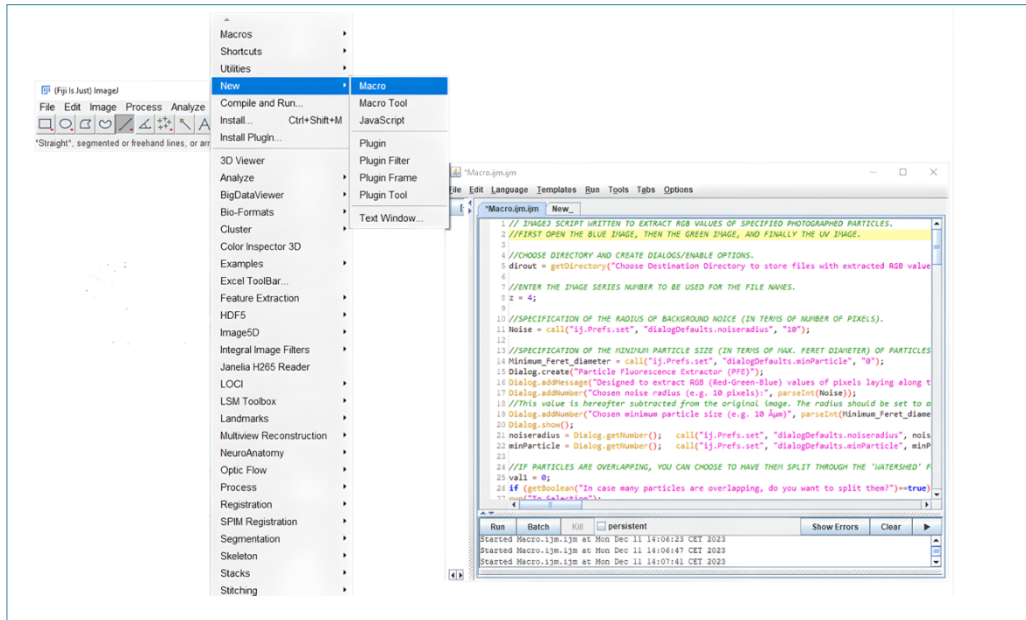 (Fiji Is Just) ImageJ
File Edit Image Process Analyze
*Straight*, segmented or freehand lines, or arr
Macros
Shortcuts
Utilities
New
Compile and Run...
Install... Ctrl+Shift+M
Install PlugIn...
3D Viewer
Analyze
BigDataViewer
Bio-Formats
Cluster
Color Inspector 3D
Examples
Excel ToolBar...
Feature Extraction
HDF5
Image5D
Integral Image Filters
Janelia H265 Reader
LOCI
LSM Toolbox
Landmarks
Multiview Reconstruction
NeuroAnatomy
Optic Flow
Process
Registration
SPIM Registration
Segmentation
Skeleton
Stacks
Stitching
Macro
Macro Tool
JavaScript
Plugin
Plugin Filter
Plugin Frame
Plugin Tool
Text Window...
*Macro.ijm.ijm
File Edit Language Templates Run Tools Tabs Options
*Macro.ijm.ijm New_
1 // IMAGEJ SCRIPT WRITTEN TO EXTRACT RGB VALUES OF SPECIFIED PHOTOGRAPHED PARTICLES.
2 //FIRST OPEN THE BLUE IMAGE, THEN THE GREEN IMAGE, AND FINALLY THE UV IMAGE.
3
4 //CHOOSE DIRECTORY AND CREATE DIALOGS/ENABLE OPTIONS.
5 dirout = getDirectory("Choose Destination Directory to store files with extracted RGB value
6
7 //ENTER THE IMAGE SERIES NUMBER TO BE USED FOR THE FILE NAMES.
8 z = 4;
9
10 //SPECIFICATION OF THE RADIUS OF BACKGROUND NOICE (IN TERMS OF NUMBER OF PIXELS).
11 Noise = call("ij.Prefs.set", "dialogDefaults.noiseradius", "10");
12
13 //SPECIFICATION OF THE MINIMUM PARTICLE SIZE (IN TERMS OF MAX. FERET DIAMETER) OF PARTICLES
14 Minimum_Feret_diameter = call("ij.Prefs.set", "dialogDefaults.minParticle", "0");
15 Dialog.create("Particle Fluorescence Extractor (PFE)");
16 Dialog.addMessage("Designed to extract RGB (Red-Green-Blue) values of pixels laying along t
17 Dialog.addNumber("Chosen noise radius (e.g. 10 pixels):", parseInt(Noise));
18 //This value is hereafter subtracted from the original image. The radius should be set to o
19 Dialog.addNumber("Chosen minimum particle size (e.g. 10 Âµm)", parseInt(Minimum_Feret_diame
20 Dialog.show();
21 noiseradius = Dialog.getNumber(); call("ij.Prefs.set", "dialogDefaults.noiseradius", nois
22 minParticle = Dialog.getNumber(); call("ij.Prefs.set", "dialogDefaults.minParticle", minP
23
24 //IF PARTICLES ARE OVERLAPPING, YOU CAN CHOOSE TO HAVE THEM SPLIT THROUGH THE 'WATERSHED' F
25 val1 = 0;
26 if (getBoolean("In case many particles are overlapping, do you want to split them?")==true)
Run Batch Kill persistent Show Errors Clear
Started Macro.ijm.ijm at Mon Dec 11 14:06:23 CET 2023
Started Macro.ijm.ijm at Mon Dec 11 14:06:47 CET 2023
Started Macro.ijm.ijm at Mon Dec 11 14:07:41 CET 2023